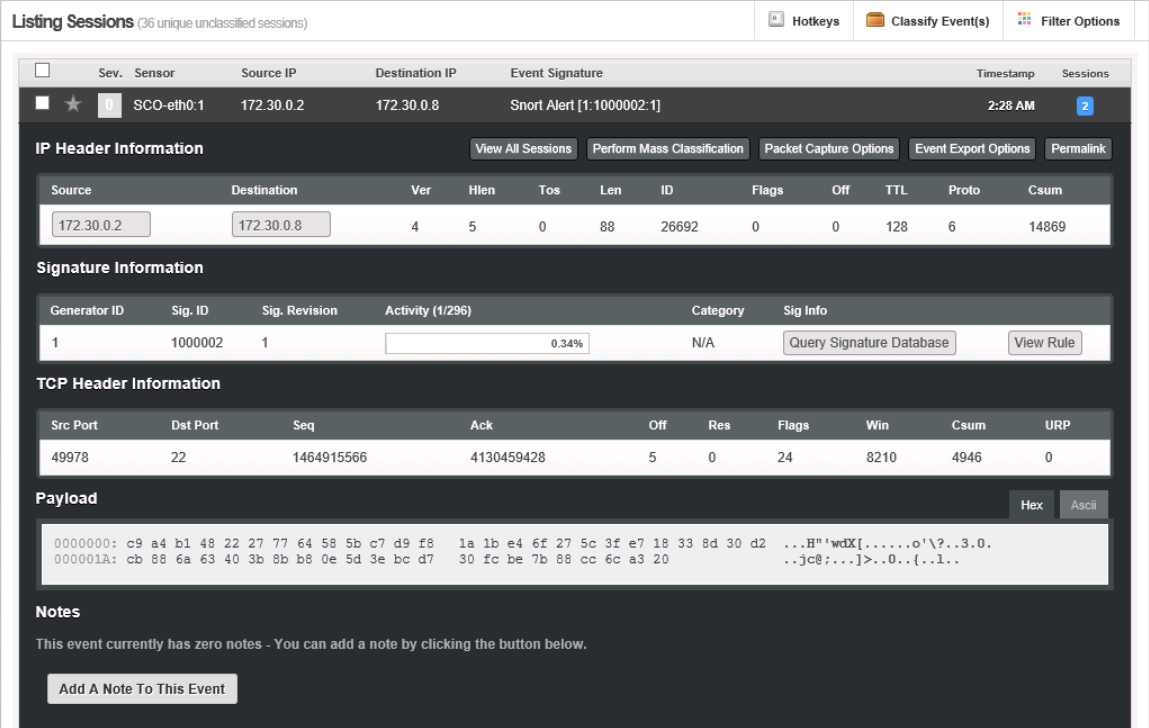 Listing Sessions (36 unique unclassified sessions) Hotkeys Classify Event(s) Filter Options
Sev. Sensor Source IP Destination IP Event Signature Timestamp Sessions
0 SCO-eth0:1 172.30.0.2 172.30.0.8 Snort Alert [1:1000002:1] 2:28 AM 2
IP Header Information View All Sessions Perform Mass Classification Packet Capture Options Event Export Options Permalink
Source Destination Ver Hlen Tos Len ID Flags Off TTL Proto Csum
172.30.0.2 172.30.0.8 4 5 0 88 26692 0 0 128 6 14869
Signature Information
Generator ID Sig. ID Sig. Revision Activity (1/296) Category Sig Info
1 1000002 1 0.34% N/A Query Signature Database View Rule
TCP Header Information
Src Port Dst Port Seq Ack Off Res Flags Win Csum URP
49978 22 1464915566 4130459428 5 0 24 8210 4946 0
Payload Hex Ascii
0000000: c9 a4 b1 48 22 27 77 64 58 5b c7 d9 f8 1a 1b e4 6f 27 5c 3f e7 18 33 8d 30 d2 ...H"'wdX[......o'\?..3.0.
000001A: cb 88 6a 63 40 3b 8b b8 0e 5d 3e bc d7 30 fc be 7b 88 cc 6c a3 20 ..jc@;...]>..0..{..l..
Notes
This event currently has zero notes - You can add a note by clicking the button below.
Add A Note To This Event